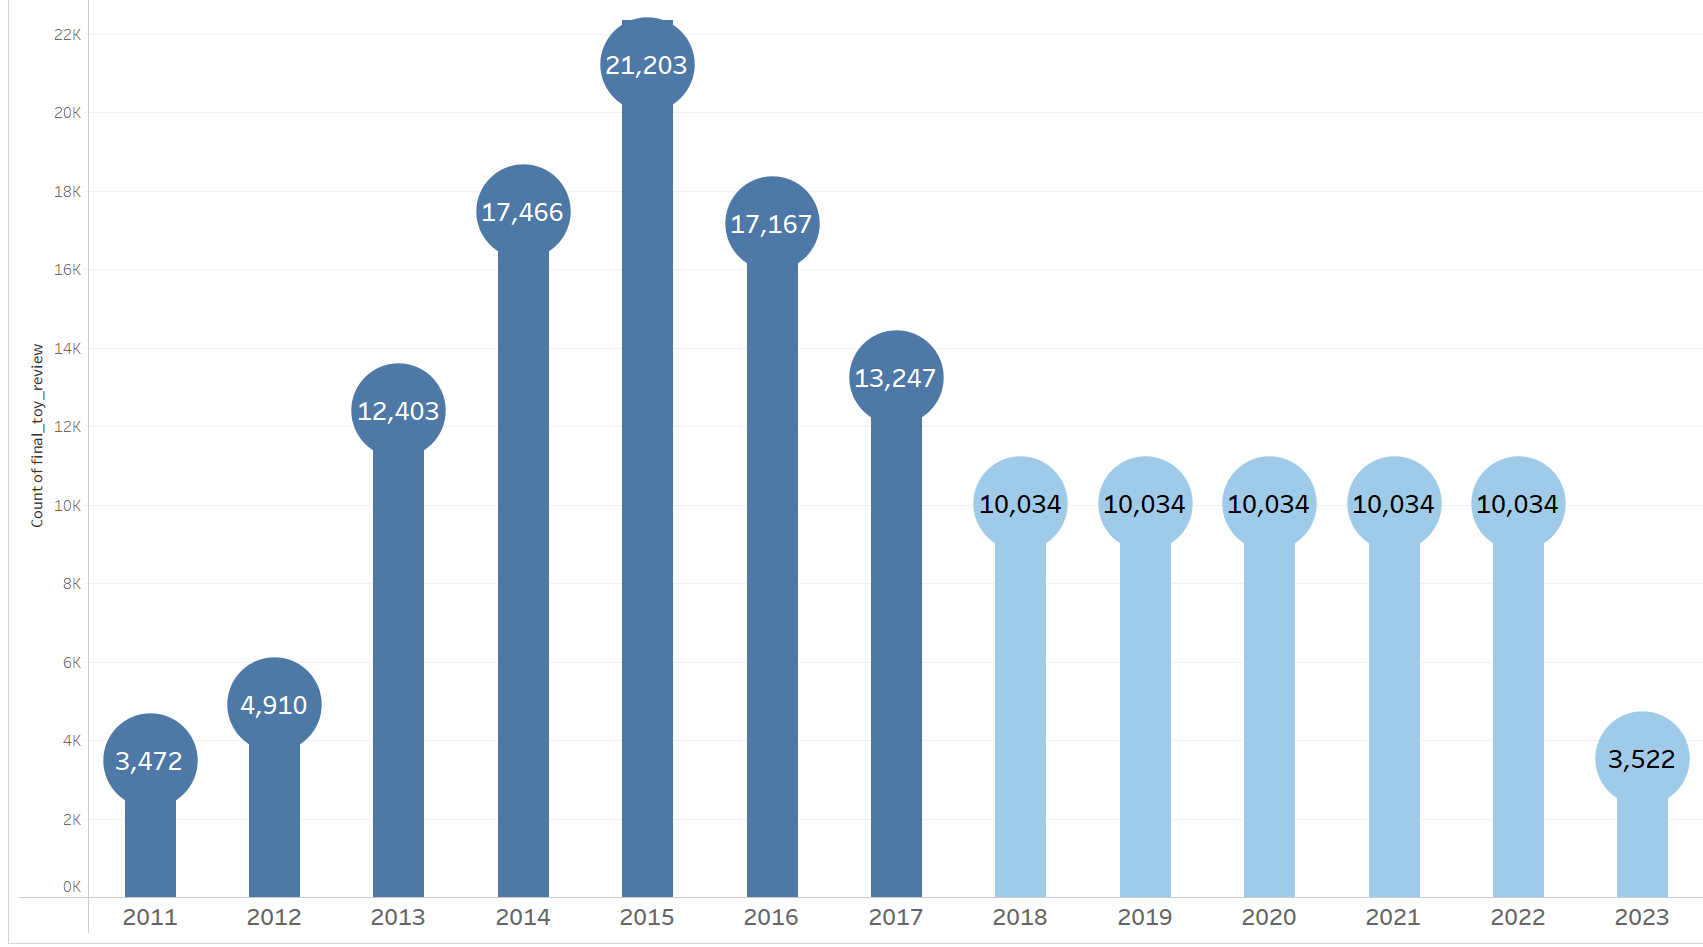 22K
20K
18K
16K
14K
12K
10K
8K
6K
4K
2K
0K
Count of final_toy_review
3,472
4,910
12,403
17,466
21,203
17,167
13,247
10,034
10,034
10,034
10,034
10,034
3,522
2011
2012
2013
2014
2015
2016
2017
2018
2019
2020
2021
2022
2023